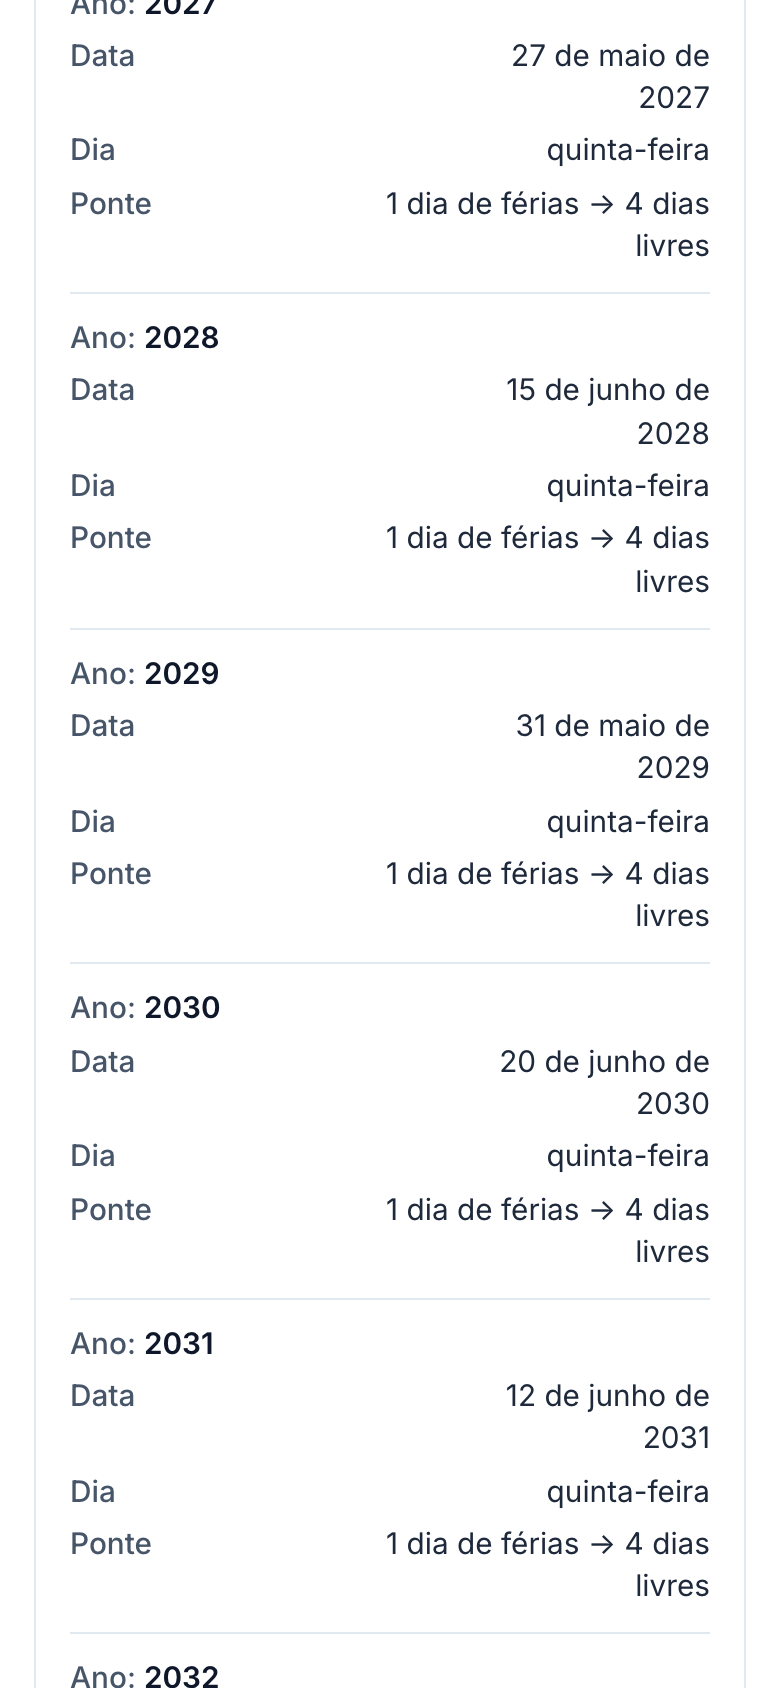 Ano: 2027
Data
27 de maio de
2027
Dia
quinta-feira
Ponte
1 dia de férias → 4 dias
livres
Ano: 2028
Data
15 de junho de
2028
Dia
quinta-feira
Ponte
1 dia de férias → 4 dias
livres
Ano: 2029
Data
31 de maio de
2029
Dia
quinta-feira
Ponte
1 dia de férias → 4 dias
livres
Ano: 2030
Data
20 de junho de
2030
Dia
quinta-feira
Ponte
1 dia de férias → 4 dias
livres
Ano: 2031
Data
12 de junho de
2031
Dia
quinta-feira
Ponte
1 dia de férias → 4 dias
livres
Ano: 2032